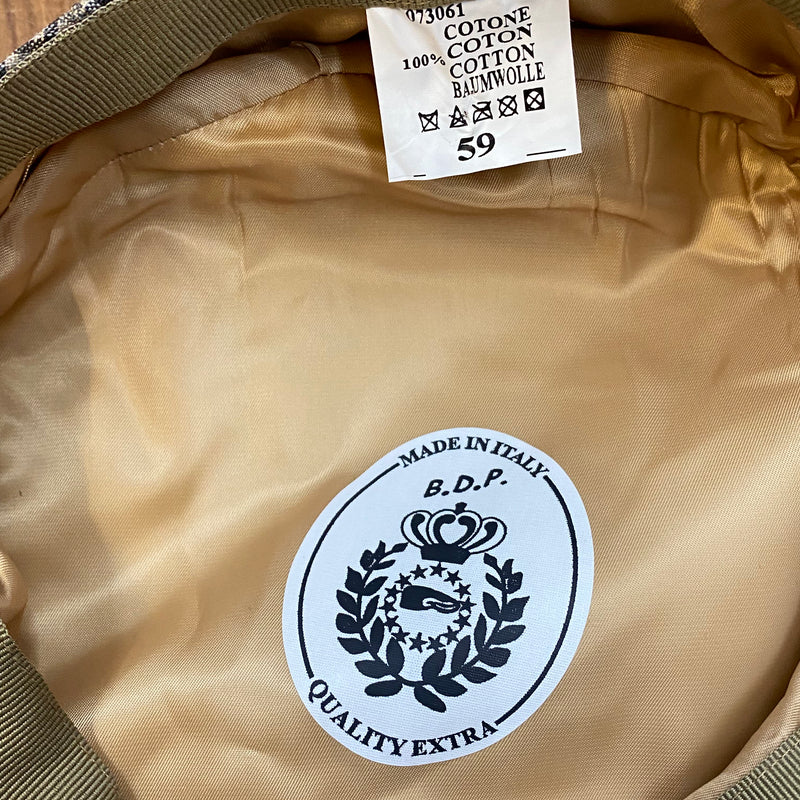 073061
COTONE
100% COTON
COTTON
BAUMWOLLE
59
MADE IN ITALY
B.D.P.
QUALITY EXTRA